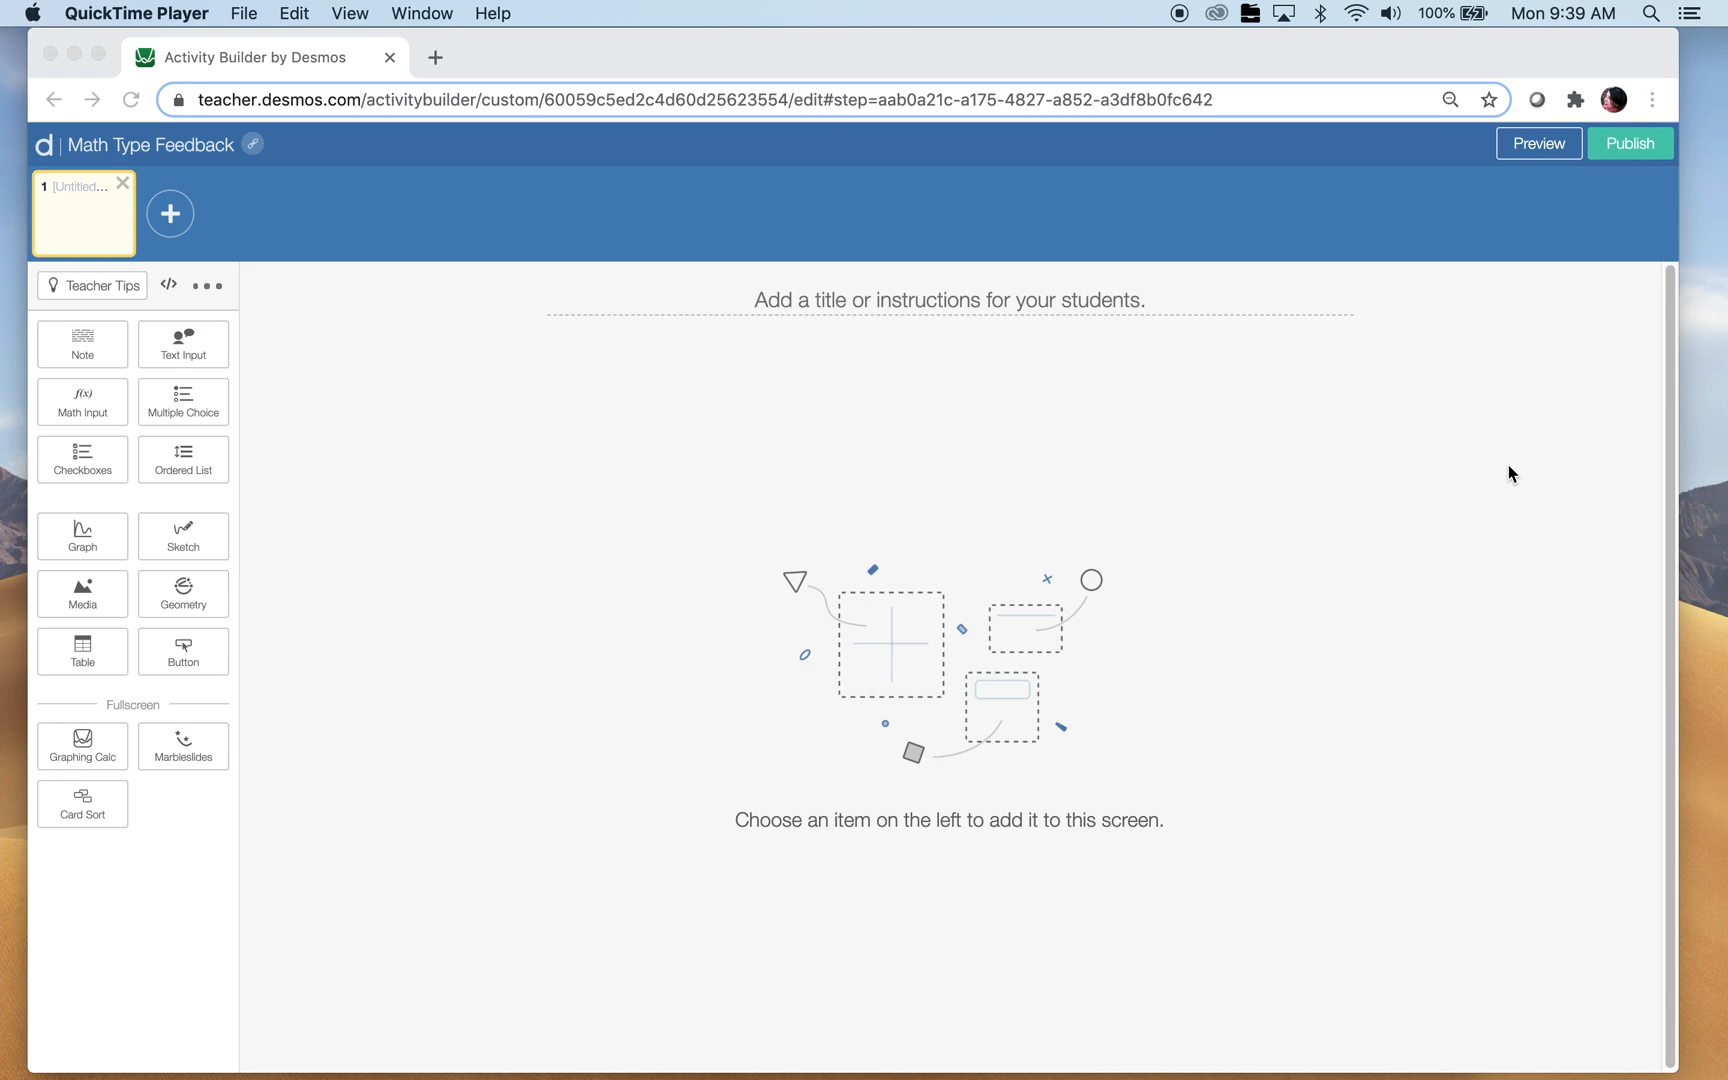 QuickTime Player File Edit View Window Help 100% Mon 9:39 AM
Activity Builder by Desmos
teacher.desmos.com/activitybuilder/custom/60059c5ed2c4d60d25623554/edit#step=aab0a21c-a175-4827-a852-a3df8b0fc642
d | Math Type Feedback Preview Publish
1 [Untitled...
Teacher Tips </>
Add a title or instructions for your students.
Note Text Input
f(x)
Math Input Multiple Choice
Checkboxes Ordered List
Graph Sketch
Media Geometry
Table Button
Fullscreen
Graphing Calc Marbleslides
Card Sort
Choose an item on the left to add it to this screen.